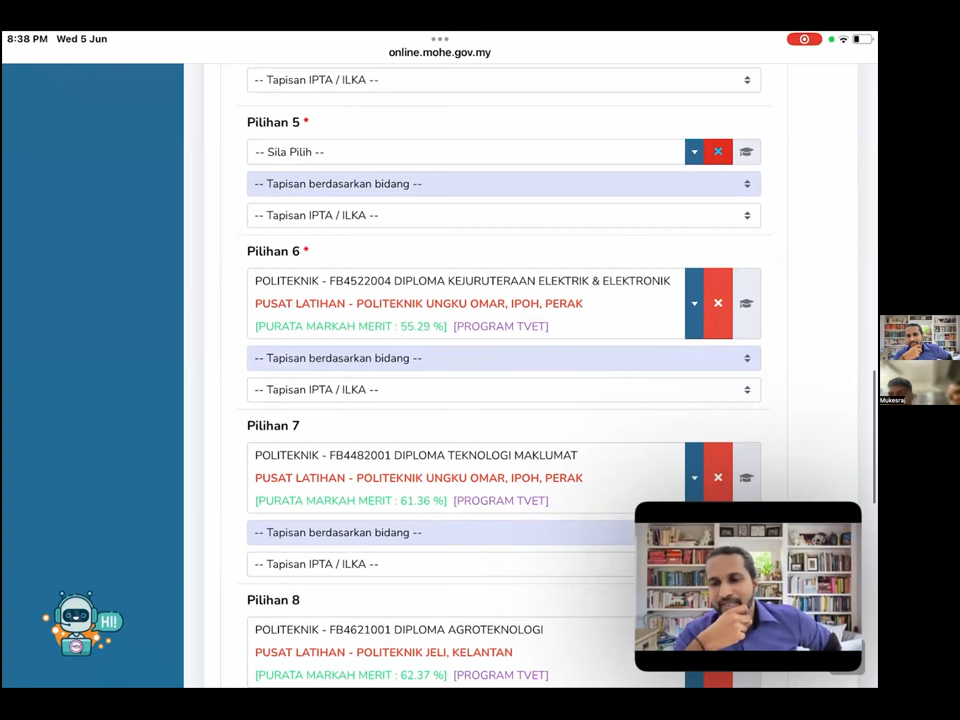 8:38 PM Wed 5 Jun
online.mohe.gov.my
-- Tapisan IPTA / ILKA --
Pilihan 5 *
-- Sila Pilih --
-- Tapisan berdasarkan bidang --
-- Tapisan IPTA / ILKA --
Pilihan 6 *
POLITEKNIK - FB4522004 DIPLOMA KEJURUTERAAN ELEKTRIK & ELEKTRONIK
PUSAT LATIHAN - POLITEKNIK UNGKU OMAR, IPOH, PERAK
[PURATA MARKAH MERIT : 55.29 %] [PROGRAM TVET]
-- Tapisan berdasarkan bidang --
-- Tapisan IPTA / ILKA --
Pilihan 7
POLITEKNIK - FB4482001 DIPLOMA TEKNOLOGI MAKLUMAT
PUSAT LATIHAN - POLITEKNIK UNGKU OMAR, IPOH, PERAK
[PURATA MARKAH MERIT : 61.36 %] [PROGRAM TVET]
-- Tapisan berdasarkan bidang --
-- Tapisan IPTA / ILKA --
Pilihan 8
POLITEKNIK - FB4621001 DIPLOMA AGROTEKNOLOGI
PUSAT LATIHAN - POLITEKNIK JELI, KELANTAN
[PURATA MARKAH MERIT : 62.37 %] [PROGRAM TVET]
HI!
Mukesraj